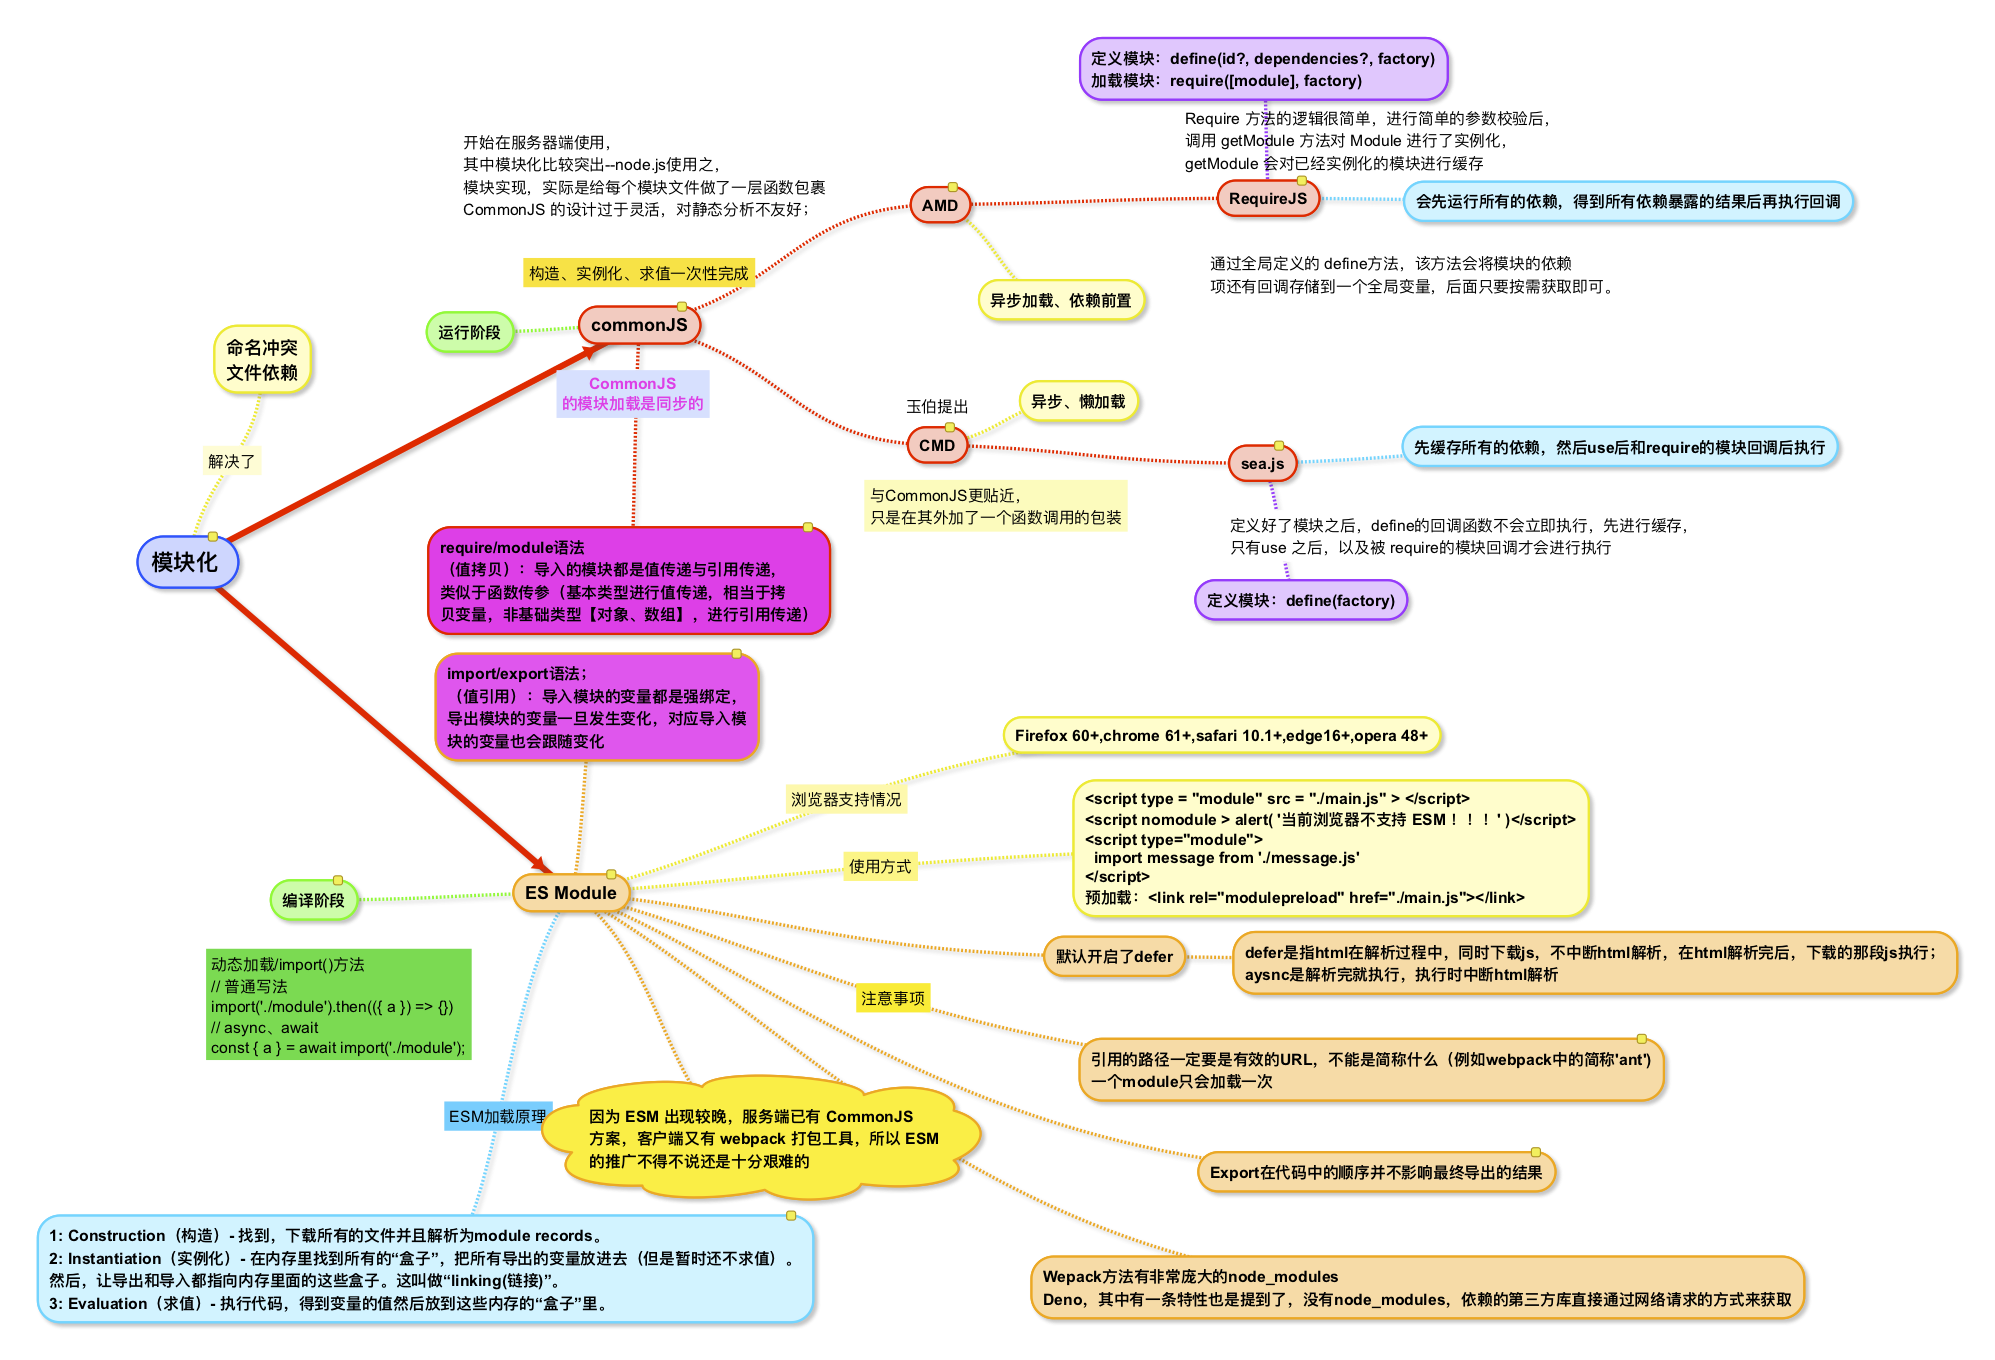 定义模块：define(id?, dependencies?, factory)
加载模块：require([module], factory)
Require 方法的逻辑很简单，进行简单的参数校验后，
调用 getModule 方法对 Module 进行了实例化，
getModule 会对已经实例化的模块进行缓存
开始在服务器端使用，
其中模块化比较突出--node.js使用之，
模块实现，实际是给每个模块文件做了一层函数包裹
CommonJS 的设计过于灵活，对静态分析不友好；
AMD
RequireJS
会先运行所有的依赖，得到所有依赖暴露的结果后再执行回调
构造、实例化、求值一次性完成
异步加载、依赖前置
通过全局定义的 define方法，该方法会将模块的依赖
项还有回调存储到一个全局变量，后面只要按需获取即可。
运行阶段
commonJS
命名冲突
文件依赖
CommonJS
的模块加载是同步的
玉伯提出
异步、懒加载
CMD
sea.js
先缓存所有的依赖，然后use后和require的模块回调后执行
解决了
与CommonJS更贴近，
只是在其外加了一个函数调用的包装
定义好了模块之后，define的回调函数不会立即执行，先进行缓存，
只有use 之后，以及被 require的模块回调才会进行执行
模块化
require/module语法
（值拷贝）：导入的模块都是值传递与引用传递，
类似于函数传参（基本类型进行值传递，相当于拷
贝变量，非基础类型【对象、数组】，进行引用传递）
定义模块：define(factory)
import/export语法；
（值引用）：导入模块的变量都是强绑定，
导出模块的变量一旦发生变化，对应导入模
块的变量也会跟随变化
Firefox 60+,chrome 61+,safari 10.1+,edge16+,opera 48+
浏览器支持情况
<script type = "module" src = "./main.js" > </script>
<script nomodule > alert( '当前浏览器不支持 ESM！！！' )</script>
<script type="module">
import message from './message.js'
</script>
预加载：<link rel="modulepreload" href="./main.js"></link>
使用方式
编译阶段
ES Module
默认开启了defer
defer是指html在解析过程中，同时下载js，不中断html解析，在html解析完后，下载的那段js执行；
aysnc是解析完就执行，执行时中断html解析
动态加载/import()方法
// 普通写法
import('./module').then(({ a }) => {})
// async、await
const { a } = await import('./module');
注意事项
引用的路径一定要是有效的URL，不能是简称什么（例如webpack中的简称'ant')
一个module只会加载一次
ESM加载原理
因为 ESM 出现较晚，服务端已有 CommonJS
方案，客户端又有 webpack 打包工具，所以 ESM
的推广不得不说还是十分艰难的
Export在代码中的顺序并不影响最终导出的结果
1: Construction（构造）- 找到，下载所有的文件并且解析为module records。
2: Instantiation（实例化）- 在内存里找到所有的“盒子”，把所有导出的变量放进去（但是暂时还不求值）。
然后，让导出和导入都指向内存里面的这些盒子。这叫做“linking(链接)”。
3: Evaluation（求值）- 执行代码，得到变量的值然后放到这些内存的“盒子”里。
Wepack方法有非常庞大的node_modules
Deno，其中有一条特性也是提到了，没有node_modules，依赖的第三方库直接通过网络请求的方式来获取